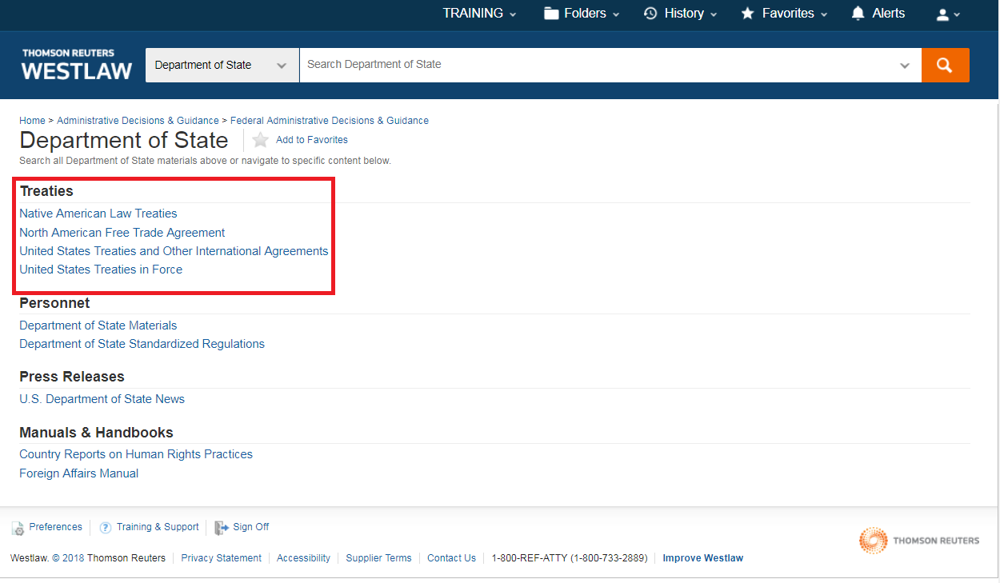 TRAINING Folders History Favorites Alerts
THOMSON REUTERS
WESTLAW
Department of State Search Department of State
Home > Administrative Decisions & Guidance > Federal Administrative Decisions & Guidance
Department of State Add to Favorites
Search all Department of State materials above or navigate to specific content below.
Treaties
Native American Law Treaties
North American Free Trade Agreement
United States Treaties and Other International Agreements
United States Treaties in Force
Personnet
Department of State Materials
Department of State Standardized Regulations
Press Releases
U.S. Department of State News
Manuals & Handbooks
Country Reports on Human Rights Practices
Foreign Affairs Manual
Preferences ? Training & Support Sign Off
THOMSON REUTERS
Westlaw. © 2018 Thomson Reuters Privacy Statement Accessibility Supplier Terms Contact Us 1-800-REF-ATTY (1-800-733-2889) Improve Westlaw